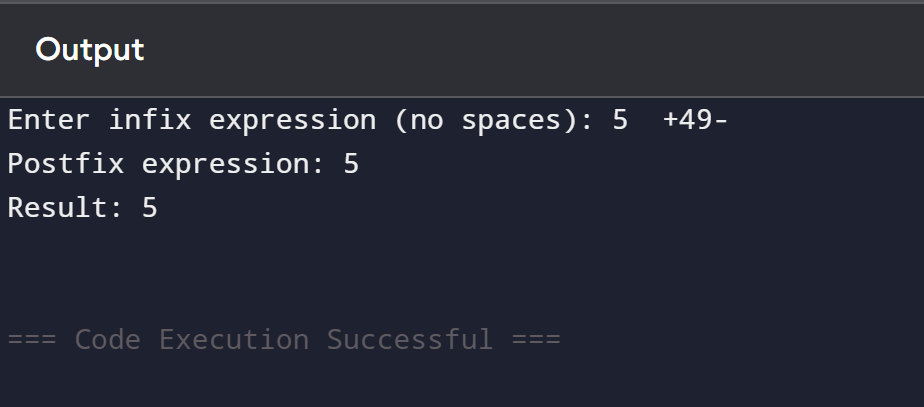 Output
Enter infix expression (no spaces): 5  +49-
Postfix expression: 5
Result: 5
=== Code Execution Successful ===